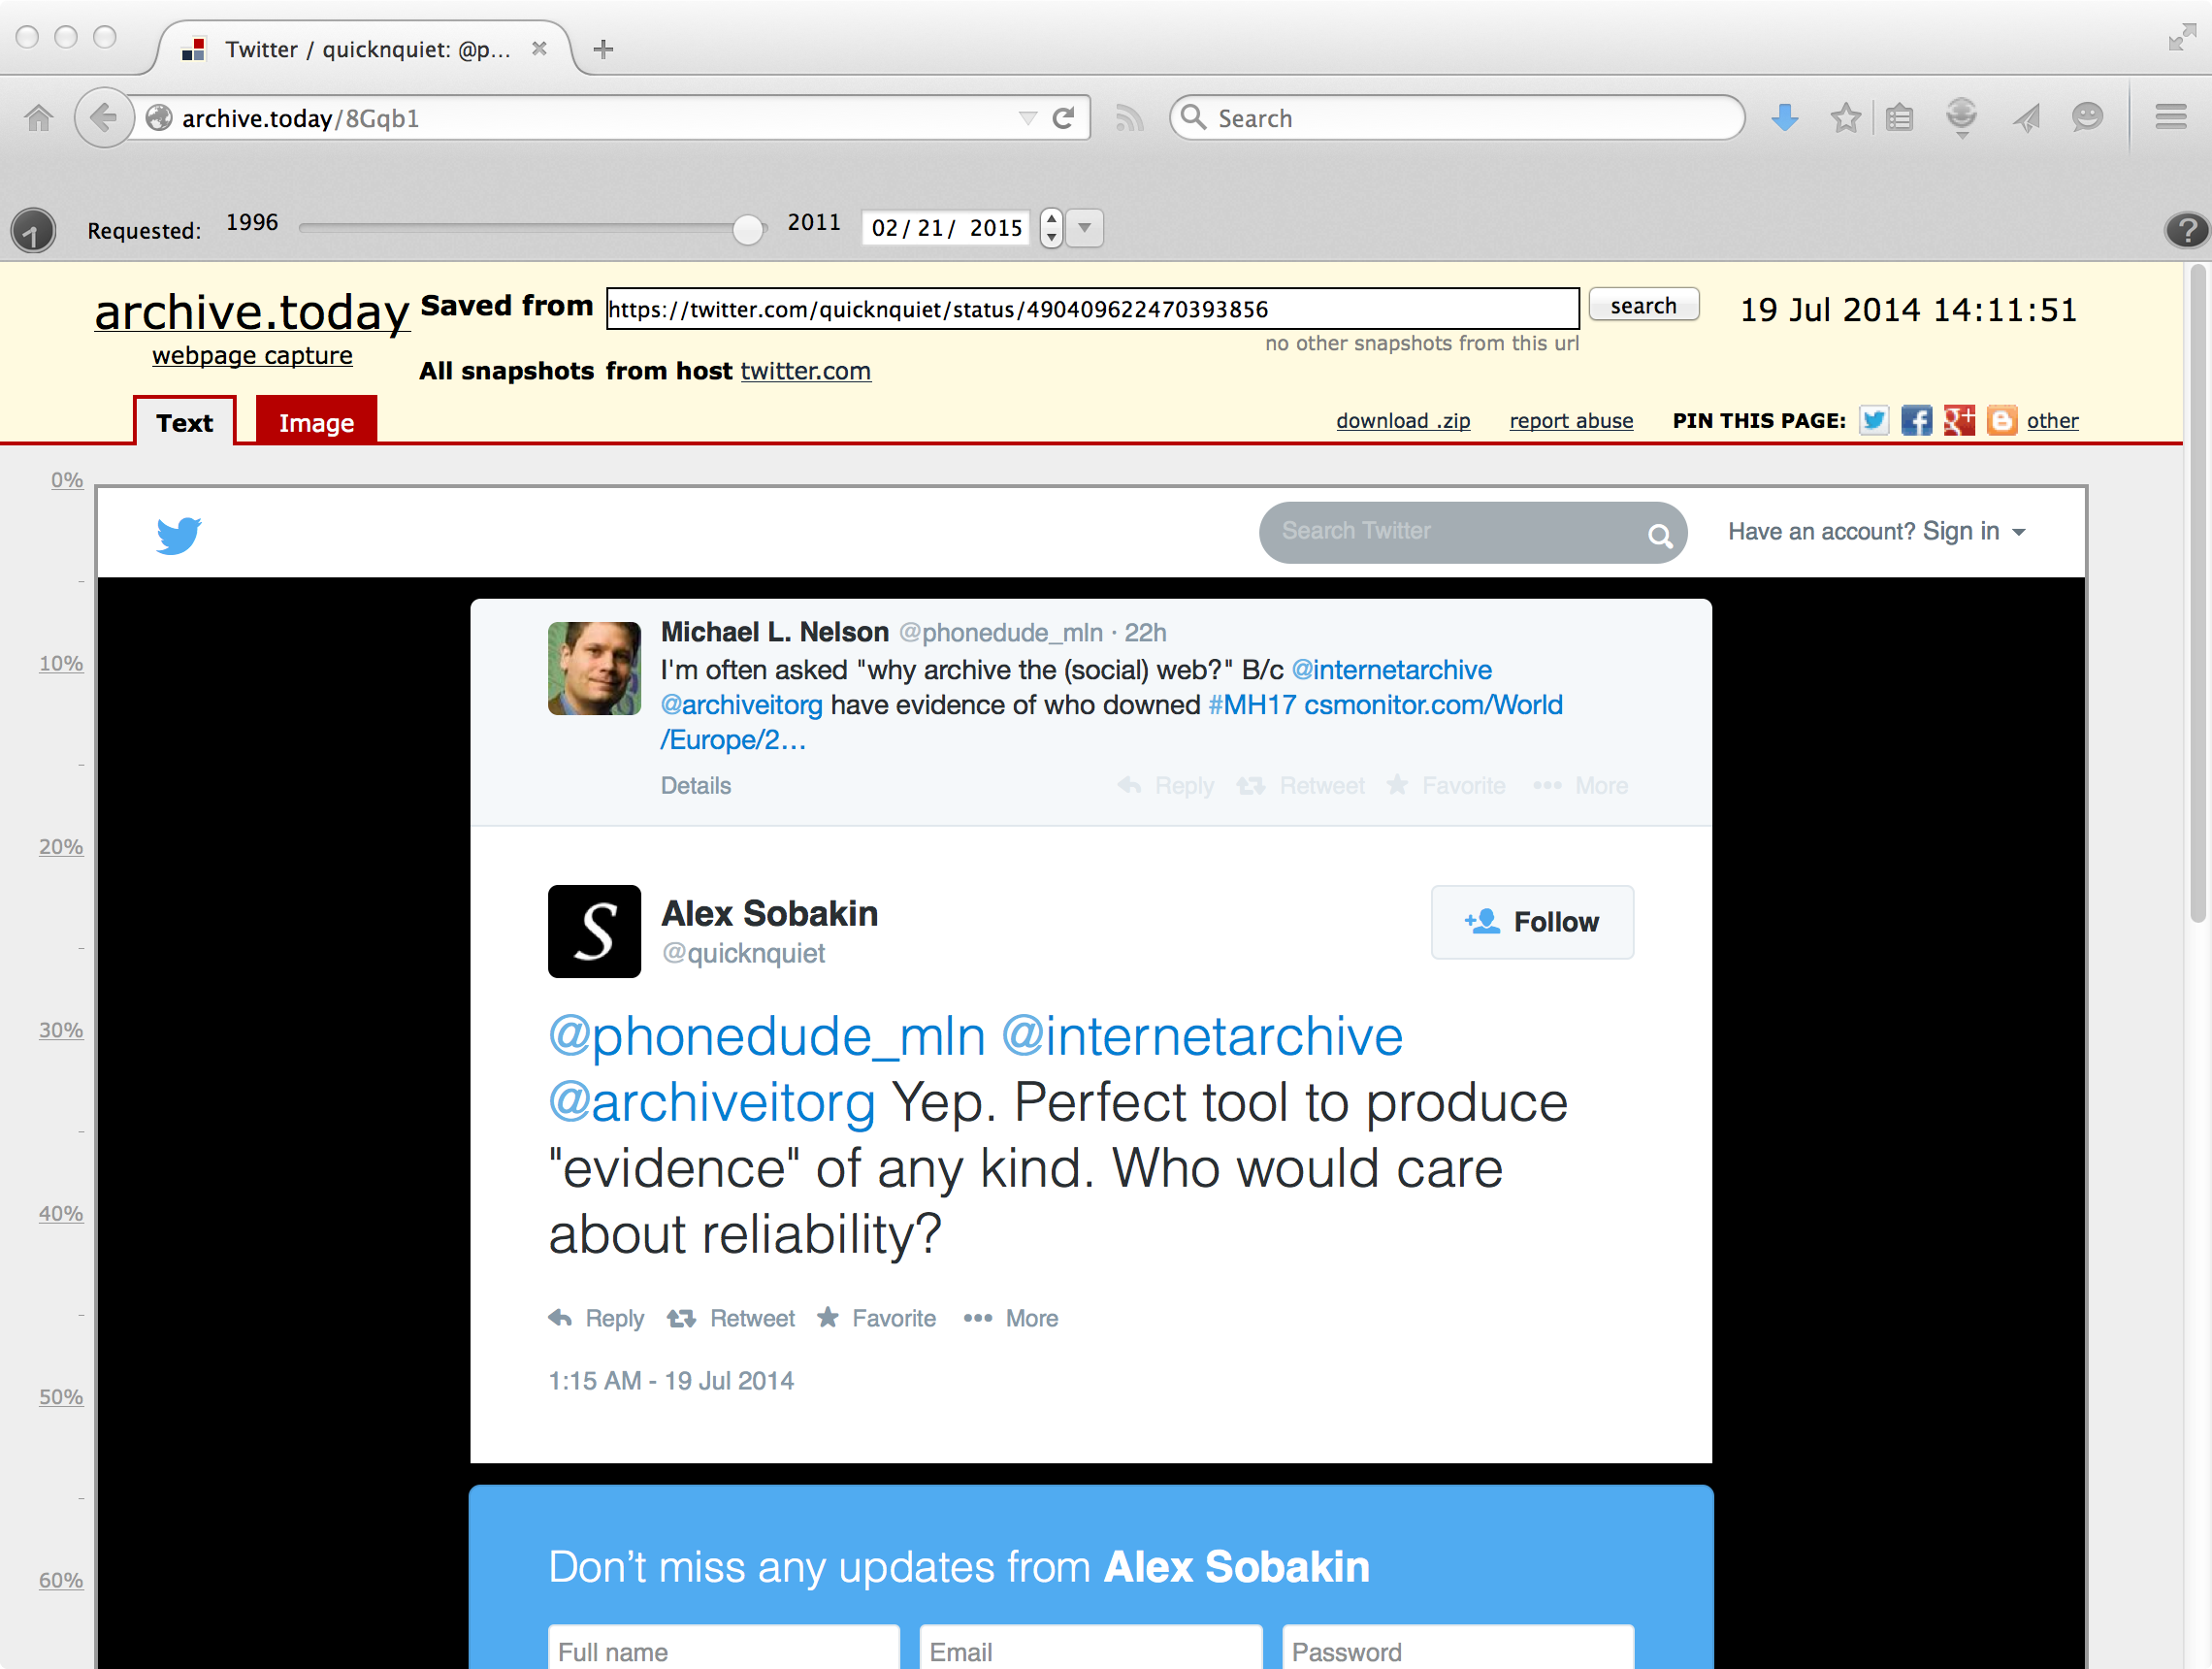 Twitter / quicknquiet: @p...
archive.today/8Gqb1
Search
Requested: 1996 2011 02/21/ 2015
?
archive.today
webpage capture
Saved from https://twitter.com/quicknquiet/status/490409622470393856 search 19 Jul 2014 14:11:51
no other snapshots from this url
All snapshots from host twitter.com
Text Image
download .zip report abuse PIN THIS PAGE: other
0%
Search Twitter
Have an account? Sign in
Michael L. Nelson @phonedude_mln · 22h
10%
I'm often asked "why archive the (social) web?" B/c @internetarchive
@archiveitorg have evidence of who downed #MH17 csmonitor.com/World
/Europe/2…
Details Reply Retweet Favorite More
20%
S
Alex Sobakin
@quicknquiet
Follow
30%
@phonedude_mln @internetarchive
@archiveitorg Yep. Perfect tool to produce
"evidence" of any kind. Who would care
40%
about reliability?
Reply Retweet Favorite More
1:15 AM - 19 Jul 2014
50%
Don't miss any updates from Alex Sobakin
60%
Full name Email Password